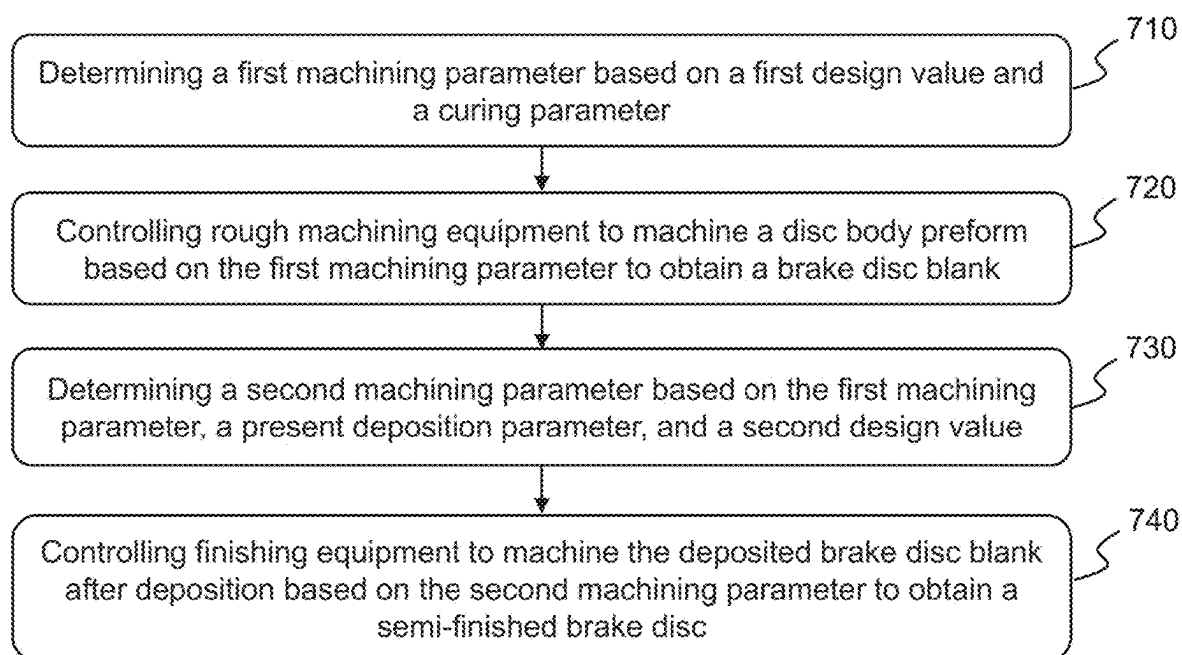 710
Determining a first machining parameter based on a first design value and
a curing parameter
720
Controlling rough machining equipment to machine a disc body preform
based on the first machining parameter to obtain a brake disc blank
730
Determining a second machining parameter based on the first machining
parameter, a present deposition parameter, and a second design value
740
Controlling finishing equipment to machine the deposited brake disc blank
after deposition based on the second machining parameter to obtain a
semi-finished brake disc